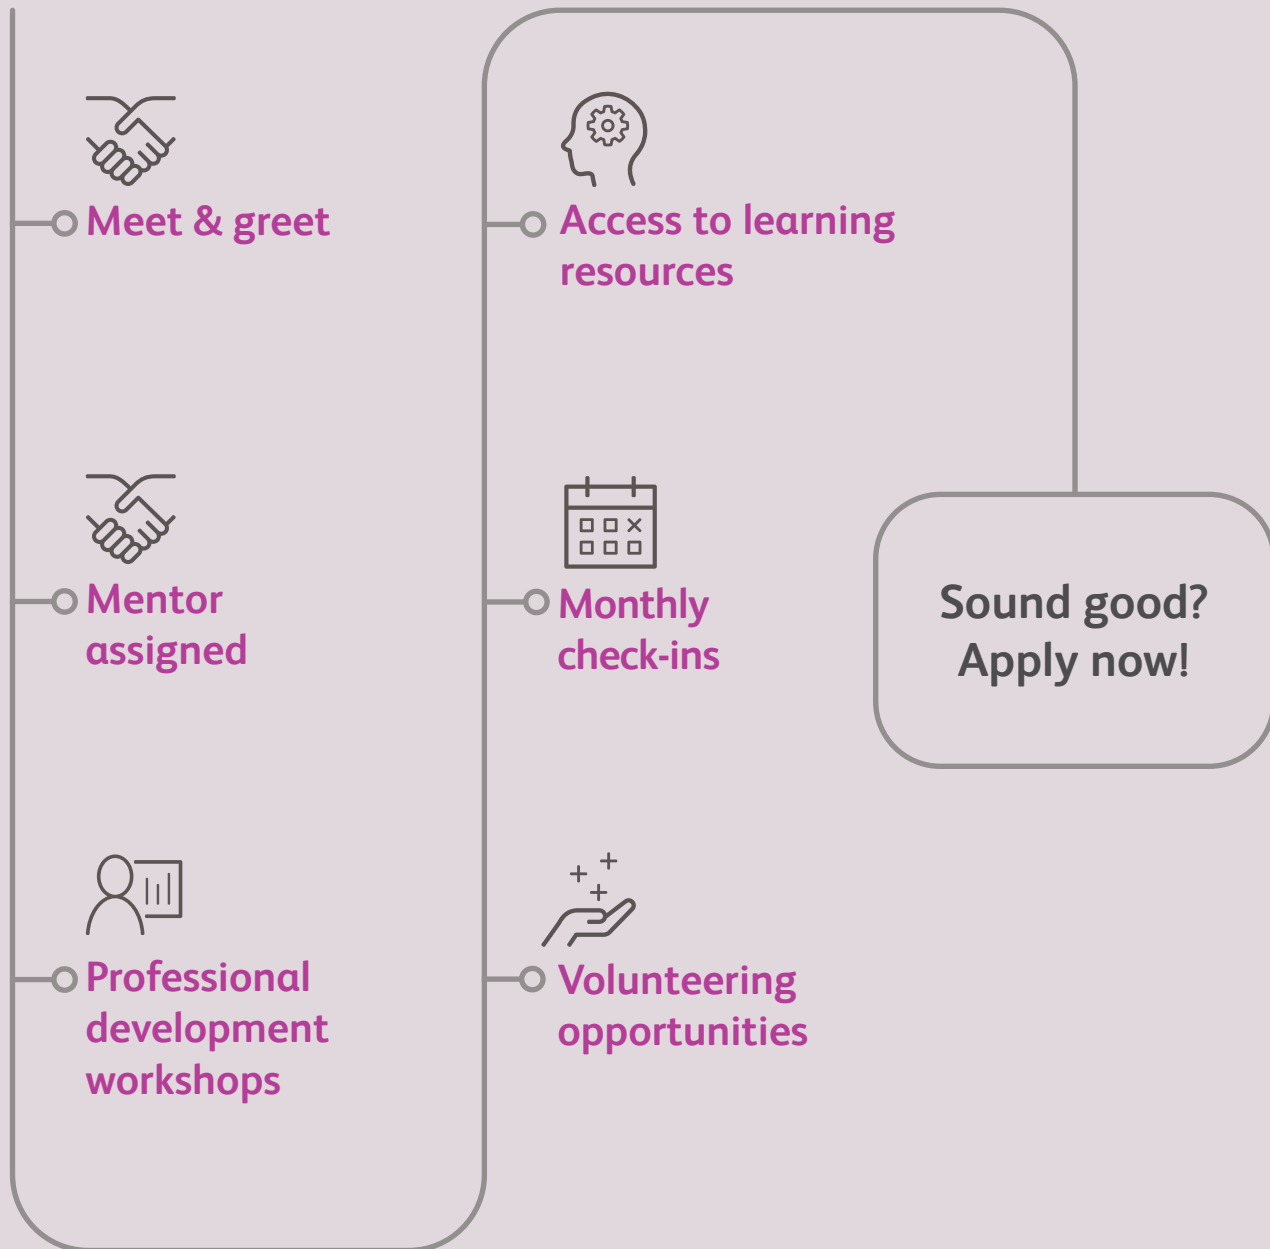 Meet & greet
Mentor
assigned
Professional
development
workshops
Access to learning
resources
Monthly
check-ins
Volunteering
opportunities
Sound good?
Apply now!